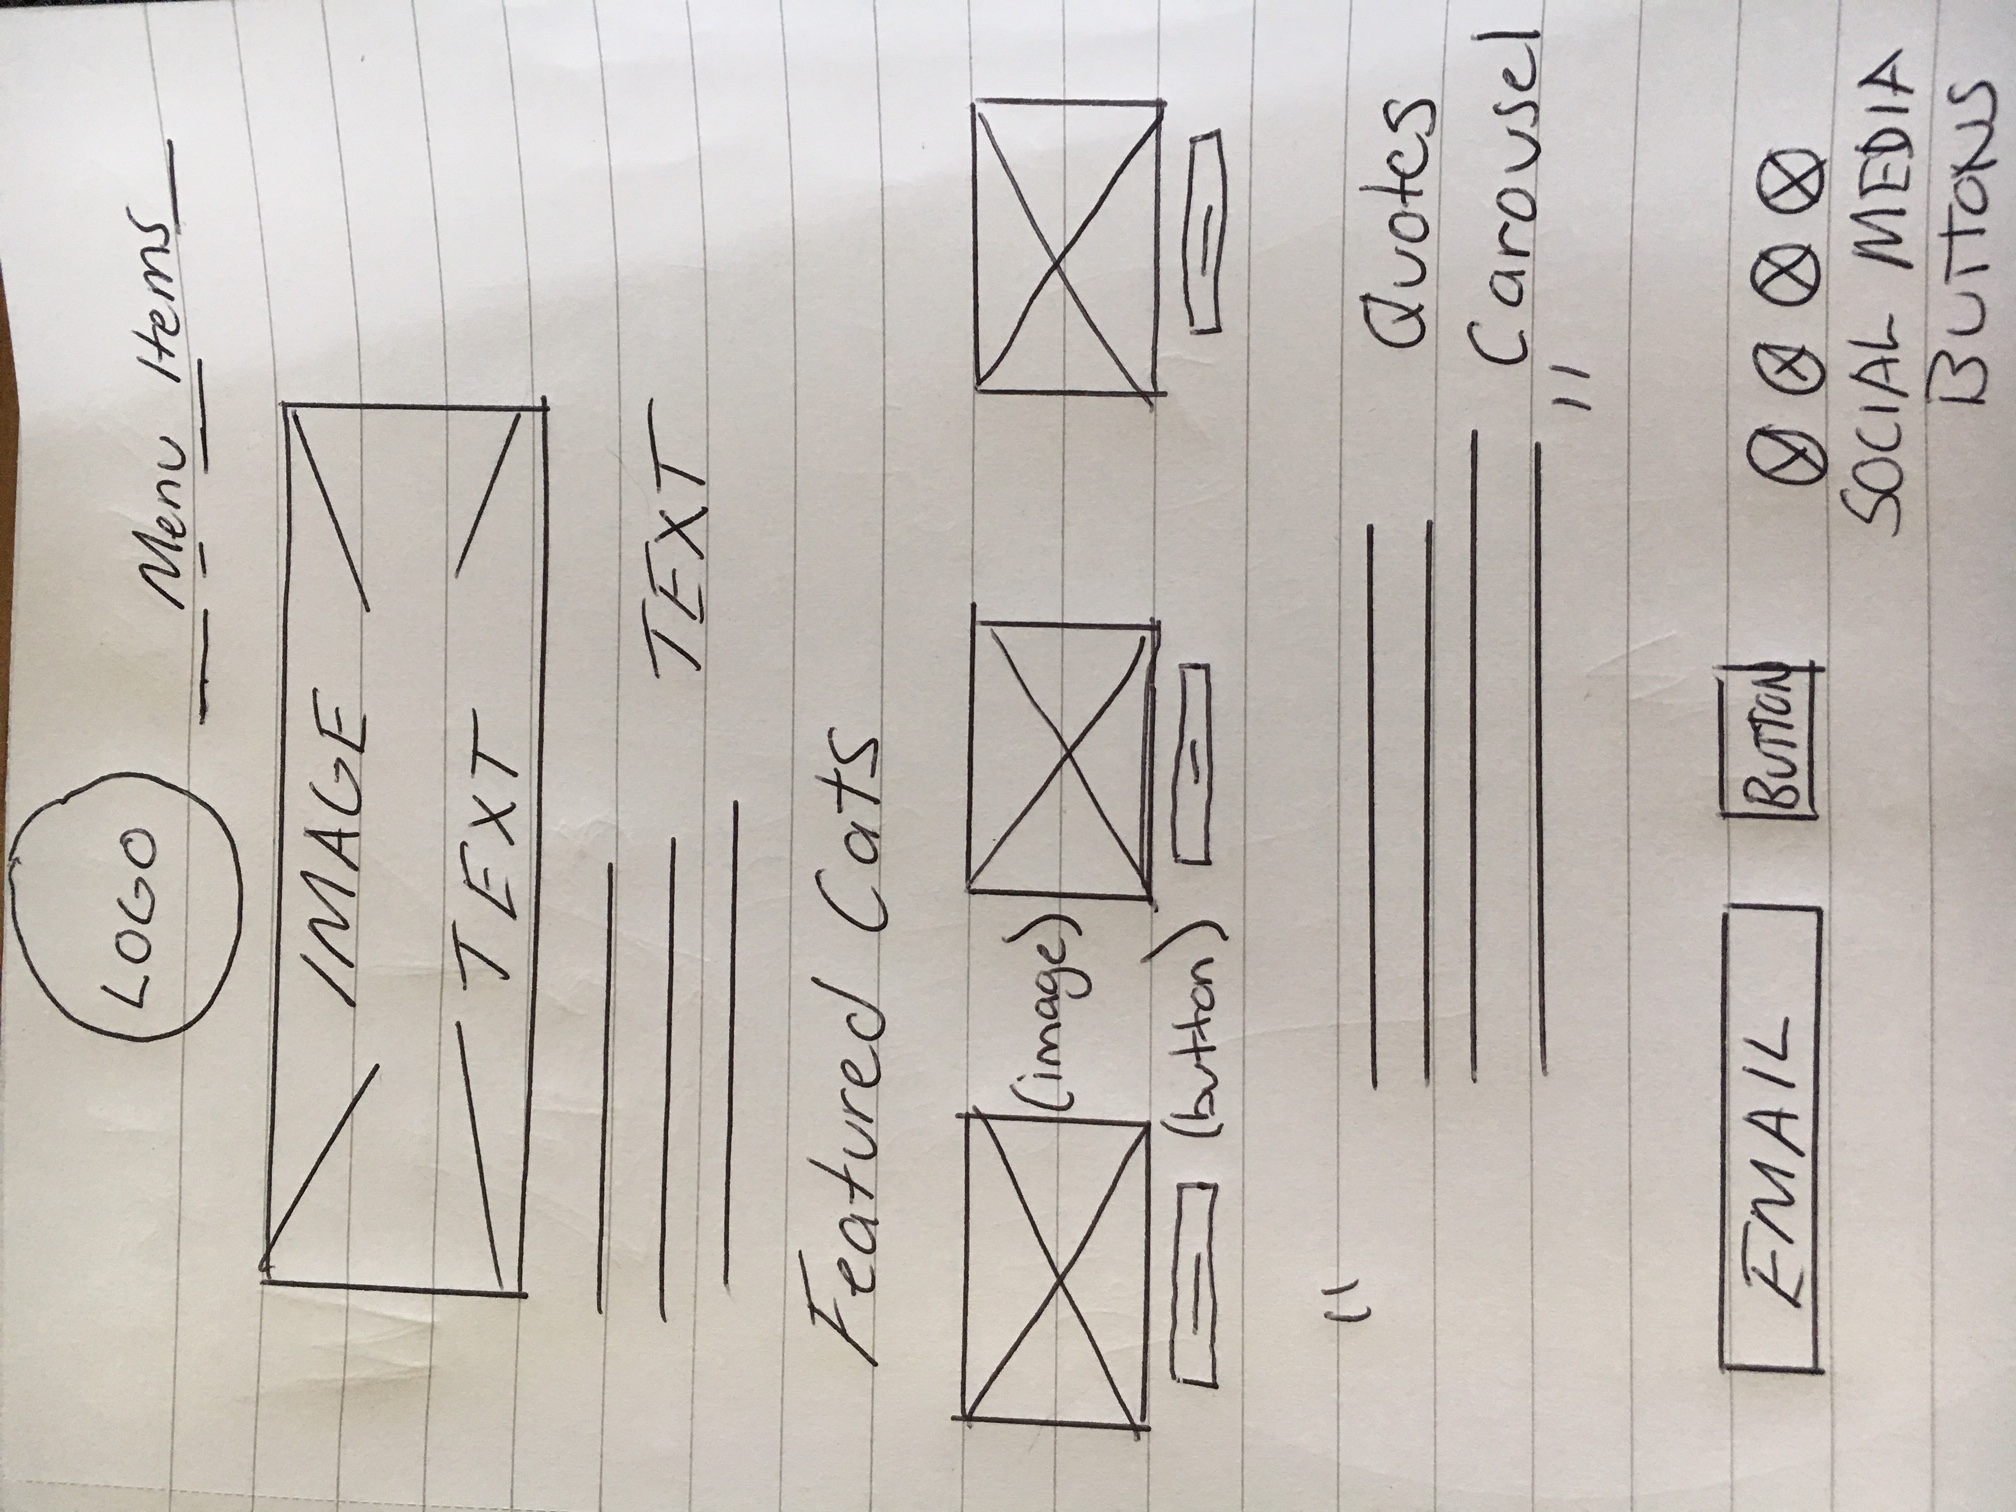 LOGO
Menu Items
IMAGE
TEXT
TEXT
Featured Cats
(image)
(button)
"
Quotes
Carousel
"
EMAIL
BUTTON
SOCIAL MEDIA
BUTTONS